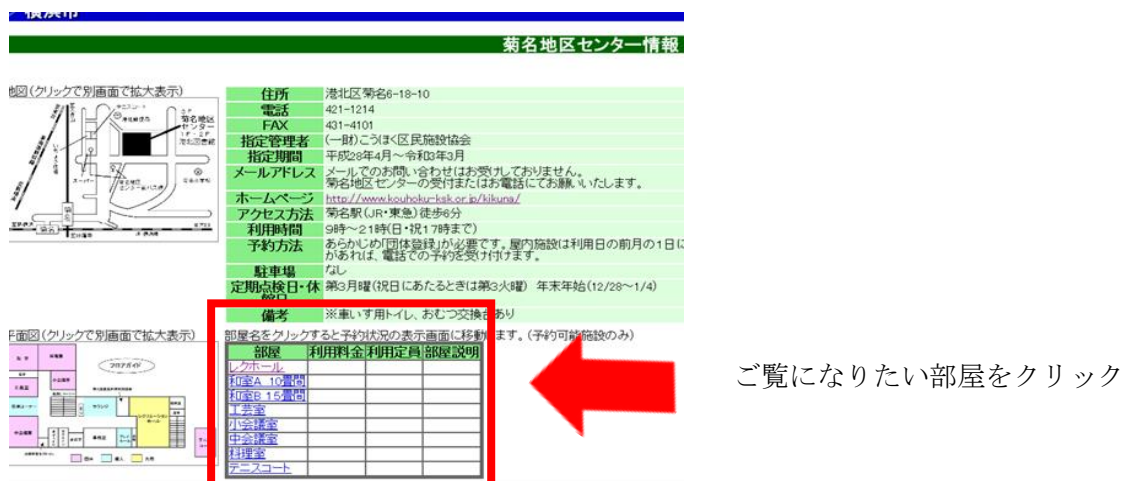 横浜市
菊名地区センター情報
地図(クリックで別画面で拡大表示)
菊名地区
センター
住所 港北区菊名6-18-10
電話 421-1214
FAX 431-4101
指定管理者 (一財)こうほく区民施設協会
指定期間 平成28年4月～令和3年3月
メールアドレス メールでのお問い合わせはお受けしておりません。
菊名地区センターの受付またはお電話にてお願いいたします。
ホームページ http://www.kouhoku-ksk.or.jp/kikuna/
アクセス方法 菊名駅(JR・東急)徒歩6分
利用時間 9時～21時(日・祝17時まで)
予約方法 あらかじめ「団体登録」が必要です。屋内施設は利用日の前月の1日に
があれば、電話での予約を受け付けます。
駐車場 なし
定期点検日・休館日 第3月曜(祝日にあたるときは第3火曜) 年末年始(12/28～1/4)
備考 ※車いす用トイレ、おむつ交換台あり
平面図(クリックで別画面で拡大表示)
フロアガイド
部屋名をクリックすると予約状況の表示画面に移動します。(予約可能施設のみ)
部屋 利用料金 利用定員 部屋説明
レクホール
和室A 10畳間
和室B 15畳間
工芸室
小会議室
中会議室
料理室
テニスコート
ご覧になりたい部屋をクリック